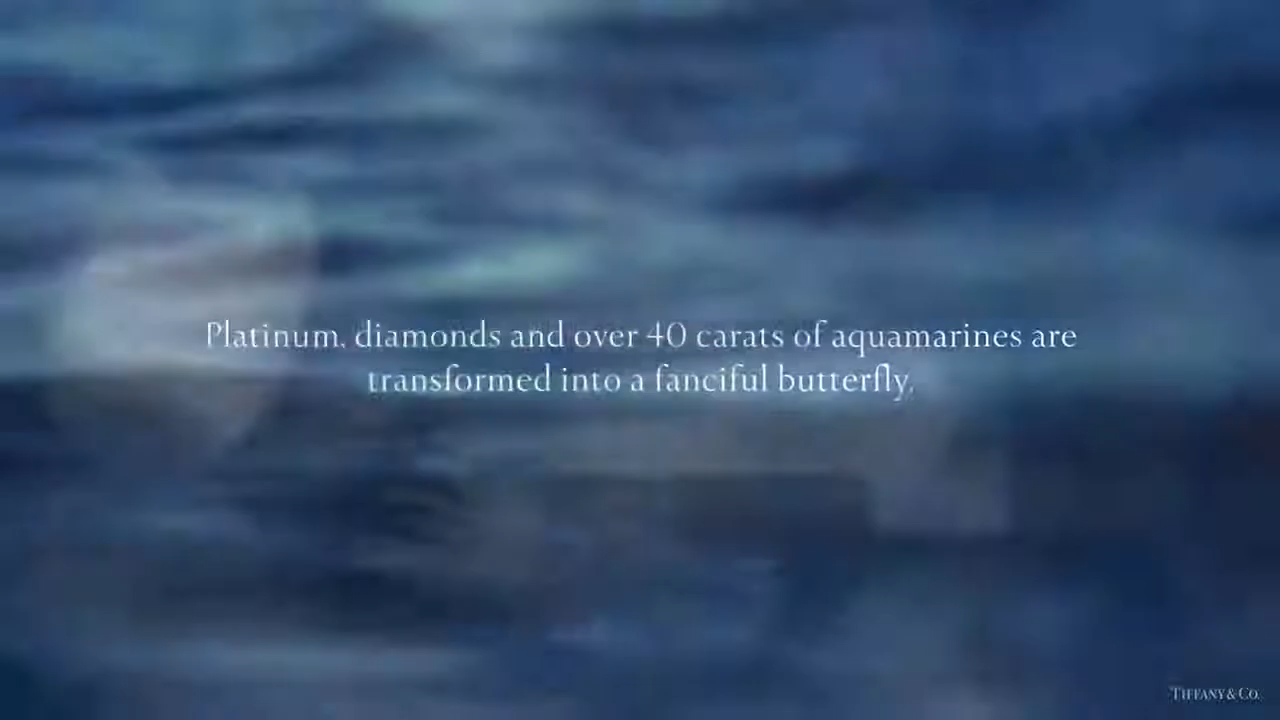 Platinum, diamonds and over 40 carats of aquamarines are
transformed into a fanciful butterfly.
TIFFANY & CO.